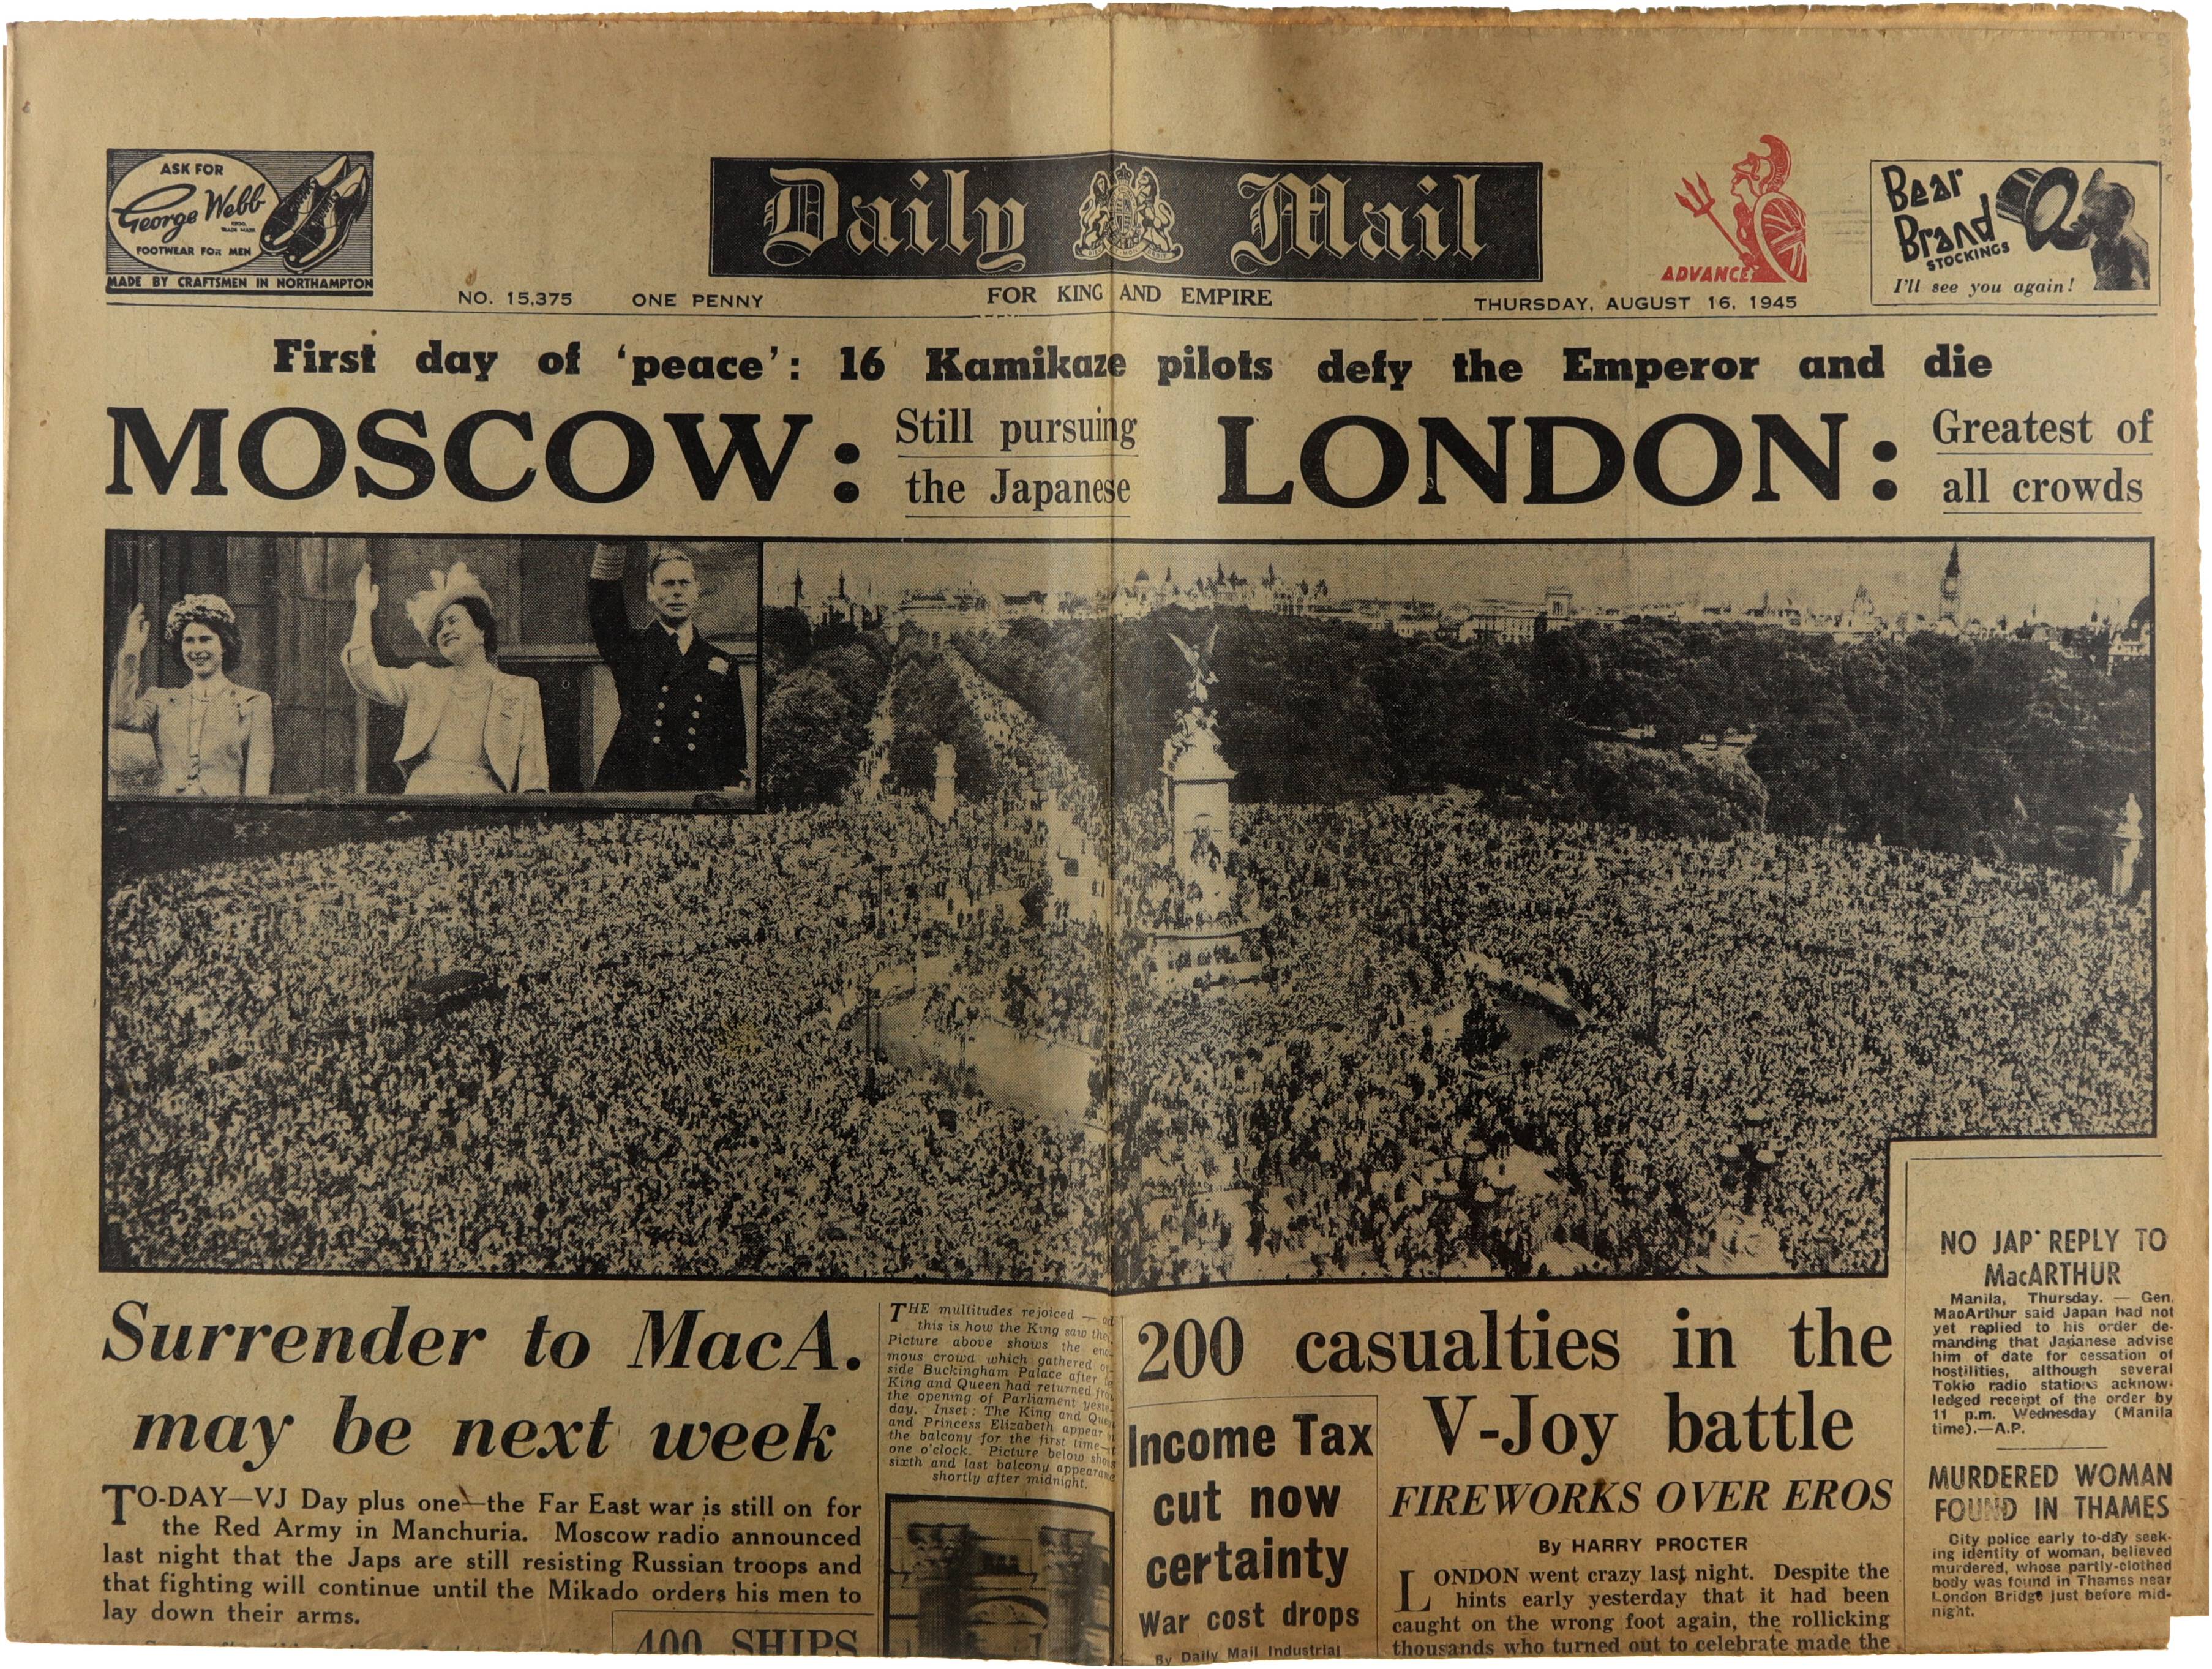 ASK FOR
George Webb
REGD.
TRADE MARK
FOOTWEAR FOR MEN
MADE BY CRAFTSMEN IN NORTHAMPTON
Daily Mail
ADVANCE
Bear
Brand
STOCKINGS
I'll see you again!
NO. 15,375 ONE PENNY FOR KING AND EMPIRE THURSDAY, AUGUST 16, 1945
First day of 'peace': 16 Kamikaze pilots defy the Emperor and die
MOSCOW: Still pursuing
the Japanese
LONDON: Greatest of
all crowds
Surrender to MacA.
may be next week
TO-DAY—VJ Day plus one—the Far East war is still on for
the Red Army in Manchuria. Moscow radio announced
last night that the Japs are still resisting Russian troops and
that fighting will continue until the Mikado orders his men to
lay down their arms.
400 SHIPS
THE multitudes rejoiced —
this is how the King saw
Picture above shows the
mous crowd which gathered
side Buckingham Palace after
King and Queen had returned
the opening of Parliament
day. Inset: The King and
and Princess Elizabeth appear
the balcony for the first time—
one o'clock. Picture below
sixth and last balcony
shortly after midnight.
200 casualties in the
V-Joy battle
FIREWORKS OVER EROS
By HARRY PROCTER
LONDON went crazy last night. Despite the
hints early yesterday that it had been
caught on the wrong foot again, the rollicking
thousands who turned out to celebrate made the
Income Tax
cut now
certainty
War cost drops
By Daily Mail Industrial
NO JAP REPLY TO
MacARTHUR
Manila, Thursday. — Gen.
MacArthur said Japan had not
yet replied to his order de-
manding that Japanese advise
him of date for cessation of
hostilities, although several
Tokio radio stations acknow-
ledged receipt of the order by
11 p.m. Wednesday (Manila
time).—A.P.
MURDERED WOMAN
FOUND IN THAMES
City police early to-day seek-
ing identity of woman, believed
murdered, whose partly-clothed
body was found in Thames near
London Bridge just before mid-
night.